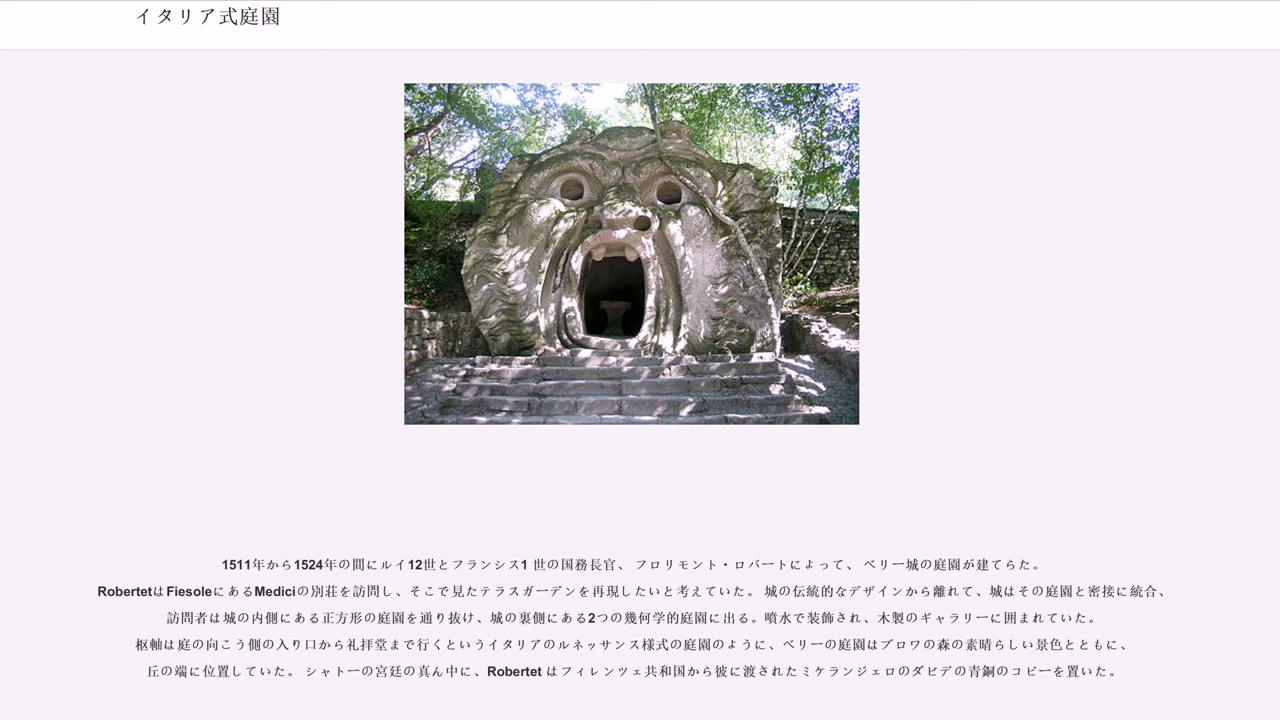 イタリア式庭園
1511年から1524年の間にルイ12世とフランシス1 世の国務長官、 フロリモント・ロバートによって、 ベリー城の庭園が建てらた。
RobertetはFiesoleにあるMediciの別荘を訪問し、そこで見たテラスガーデンを再現したいと考えていた。 城の伝統的なデザインから離れて、城はその庭園と密接に統合、
訪問者は城の内側にある正方形の庭園を通り抜け、城の裏側にある2つの幾何学的庭園に出る。噴水で装飾され、木製のギャラリーに囲まれていた。
枢軸は庭の向こう側の入り口から礼拝堂まで行くというイタリアのルネッサンス様式の庭園のように、ベリーの庭園はブロワの森の素晴らしい景色とともに、
丘の端に位置していた。 シャトーの宮廷の真ん中に、Robertet はフィレンツェ共和国から彼に渡されたミケランジェロのダビデの青銅のコピーを置いた。